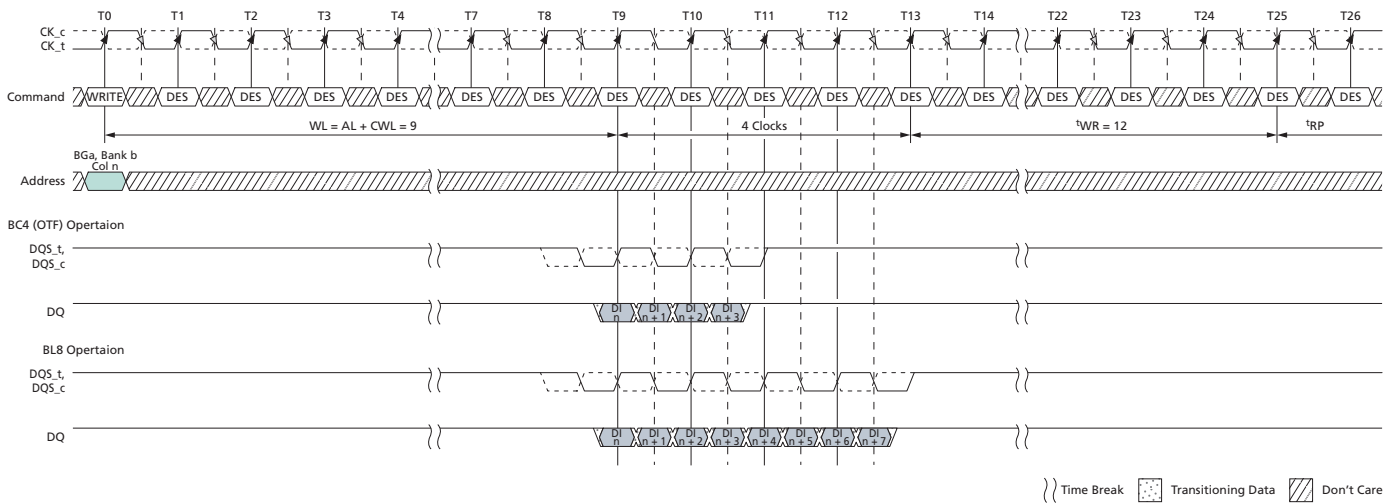 T0 T1 T2 T3 T4 T7 T8 T9 T10 T11 T12 T13 T14 T22 T23 T24 T25 T26
CK_c
CK_t
Command WRITE DES DES DES DES DES DES DES DES DES DES DES DES DES DES DES DES DES
WL = AL + CWL = 9 4 Clocks tWR = 12 tRP
BGa, Bank b
Col n
Address
BC4 (OTF) Opertaion
DQS_t,
DQS_c
DQ DI n DI n + 1 DI n + 2 DI n + 3
BL8 Opertaion
DQS_t,
DQS_c
DQ DI n DI n + 1 DI n + 2 DI n + 3 DI n + 4 DI n + 5 DI n + 6 DI n + 7
Time Break Transitioning Data Don't Care